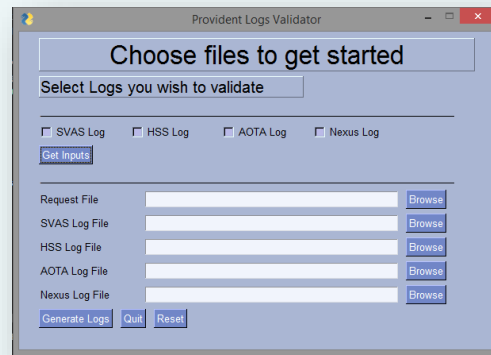 Provident Logs Validator
Choose files to get started
Select Logs you wish to validate
SVAS Log HSS Log AOTA Log Nexus Log
Get Inputs
Request File Browse
SVAS Log File Browse
HSS Log File Browse
AOTA Log File Browse
Nexus Log File Browse
Generate Logs Quit Reset